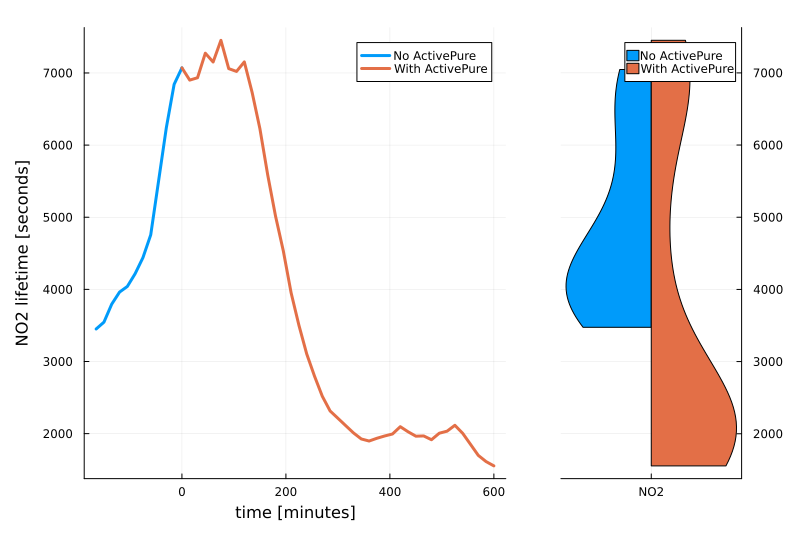 No ActivePure
With ActivePure
7000
6000
5000
4000
3000
2000
NO2 lifetime [seconds]
0 200 400 600
time [minutes]
No ActivePure
With ActivePure
7000
6000
5000
4000
3000
2000
NO2